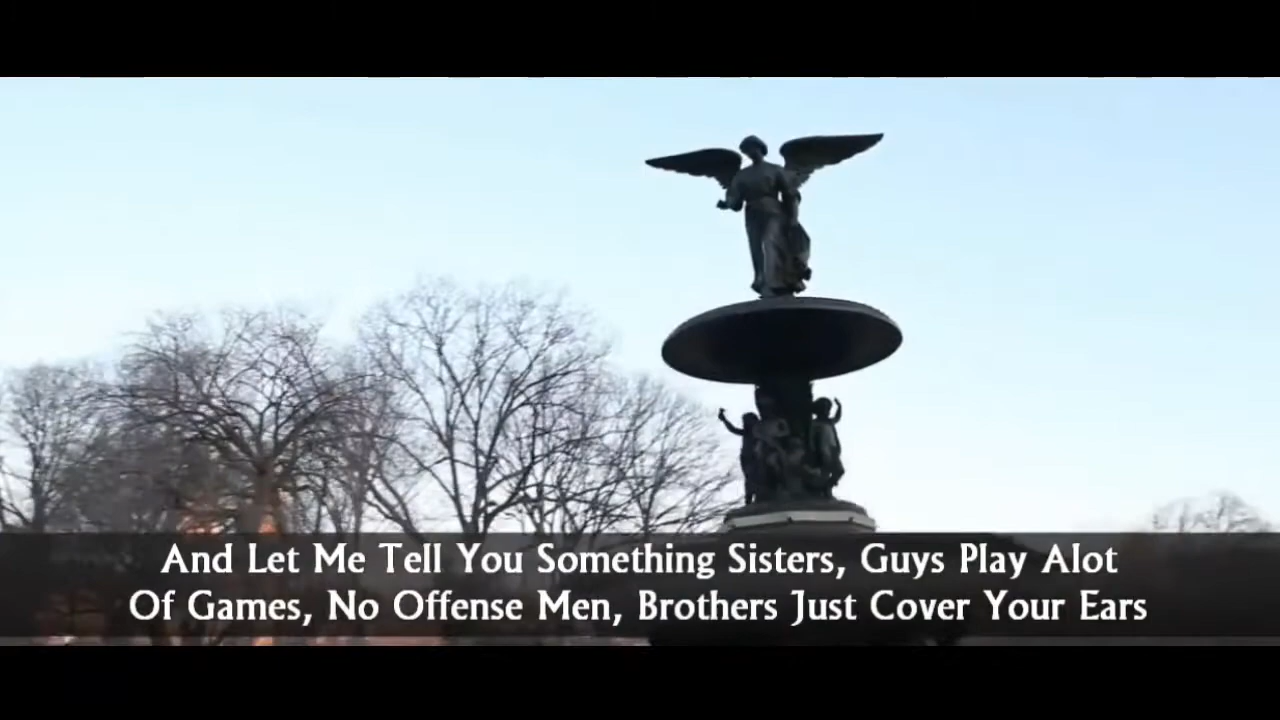 And Let Me Tell You Something Sisters, Guys Play Alot
Of Games, No Offense Men, Brothers Just Cover Your Ears